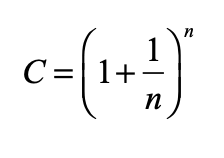 C = (1 + 1/n)^n